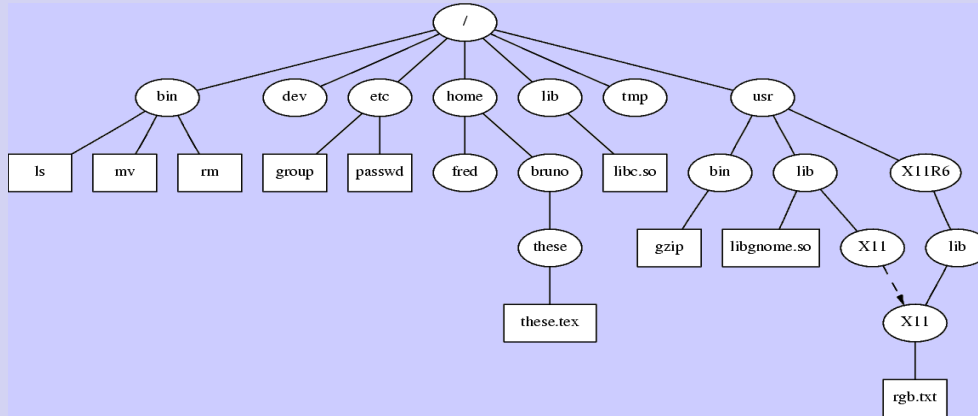 /
bin dev etc home lib tmp usr
ls mv rm group passwd fred bruno libc.so bin lib X11R6
these gzip libgnome.so X11 lib
these.tex X11
rgb.txt